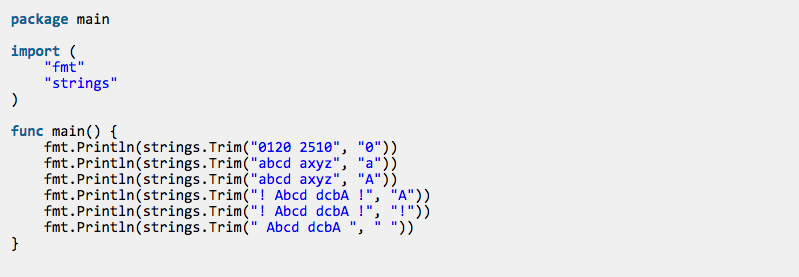 package main
import (
    "fmt"
    "strings"
)
func main() {
    fmt.Println(strings.Trim("0120 2510", "0"))
    fmt.Println(strings.Trim("abcd axyz", "a"))
    fmt.Println(strings.Trim("abcd axyz", "A"))
    fmt.Println(strings.Trim("! Abcd dcbA !", "A"))
    fmt.Println(strings.Trim("! Abcd dcbA !", "!"))
    fmt.Println(strings.Trim(" Abcd dcbA ", " "))
}